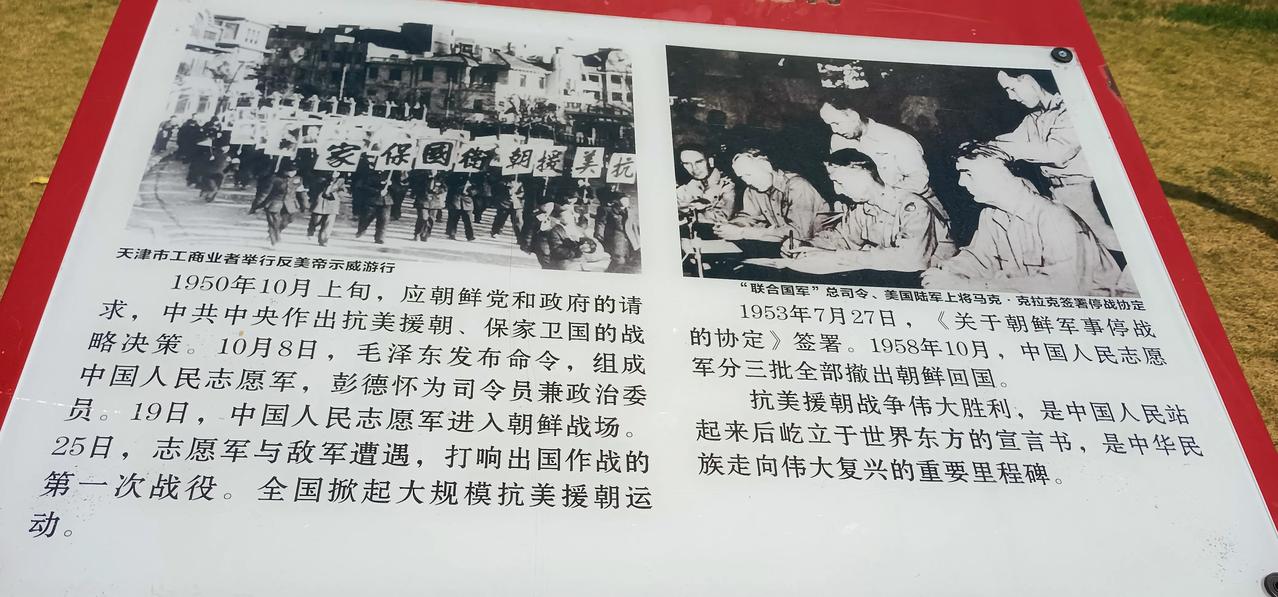 家保國衛朝援美抗
天津市工商业者举行反美帝示威游行
1950年10月上旬，应朝鲜党和政府的请
求，中共中央作出抗美援朝、保家卫国的战
略决策。10月8日，毛泽东发布命令，组成
中国人民志愿军，彭德怀为司令员兼政治委
员。19日，中国人民志愿军进入朝鲜战场。
25日，志愿军与敌军遭遇，打响出国作战的
第一次战役。全国掀起大规模抗美援朝运
动。
“联合国军”总司令、美国陆军上将马克·克拉克签署停战协定
1953年7月27日，《关于朝鲜军事停战
的协定》签署。1958年10月，中国人民志愿
军分三批全部撤出朝鲜回国。
抗美援朝战争伟大胜利，是中国人民站
起来后屹立于世界东方的宣言书，是中华民
族走向伟大复兴的重要里程碑。